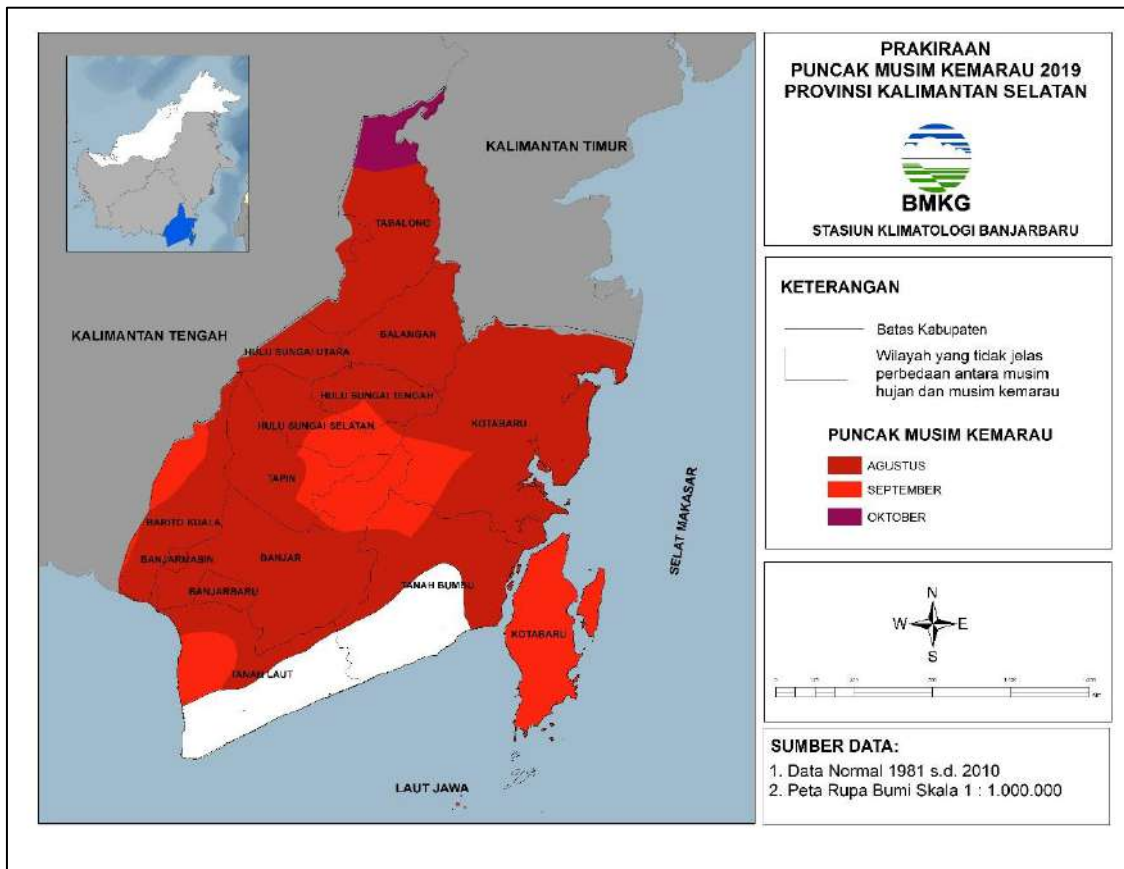 PRAKIRAAN
PUNCAK MUSIM KEMARAU 2019
PROVINSI KALIMANTAN SELATAN
BMKG
STASIUN KLIMATOLOGI BANJARBARU
KETERANGAN
Batas Kabupaten
Wilayah yang tidak jelas
perbedaan antara musim
hujan dan musim kemarau
PUNCAK MUSIM KEMARAU
AGUSTUS
SEPTEMBER
OKTOBER
N
W E
S
0
SUMBER DATA:
1. Data Normal 1981 s.d. 2010
2. Peta Rupa Bumi Skala 1 : 1.000.000
KALIMANTAN TIMUR
TABALONG
KALIMANTAN TENGAH
BALANGAN
HULU SUNGAI UTARA
HULU SUNGAI TENGAH
HULU SUNGAI SELATAN
KOTABARU
TAPIN
BARITO KUALA
BANJARMASIN
BANJAR
BANJARBARU
TANAH BUMBU
KOTABARU
TANAH LAUT
SELAT MAKASAR
LAUT JAWA